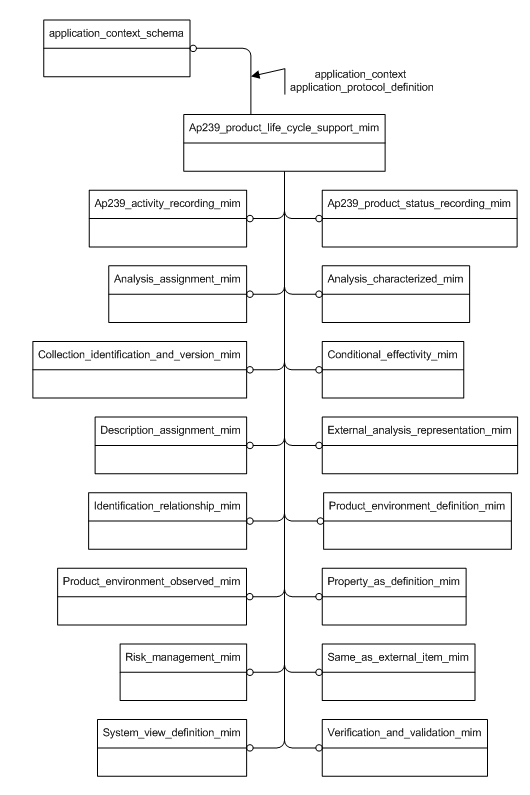 application_context_schema
application_context
application_protocol_definition
Ap239_product_life_cycle_support_mim
Ap239_activity_recording_mim
Ap239_product_status_recording_mim
Analysis_assignment_mim
Analysis_characterized_mim
Collection_identification_and_version_mim
Conditional_effectivity_mim
Description_assignment_mim
External_analysis_representation_mim
Identification_relationship_mim
Product_environment_definition_mim
Product_environment_observed_mim
Property_as_definition_mim
Risk_management_mim
Same_as_external_item_mim
System_view_definition_mim
Verification_and_validation_mim